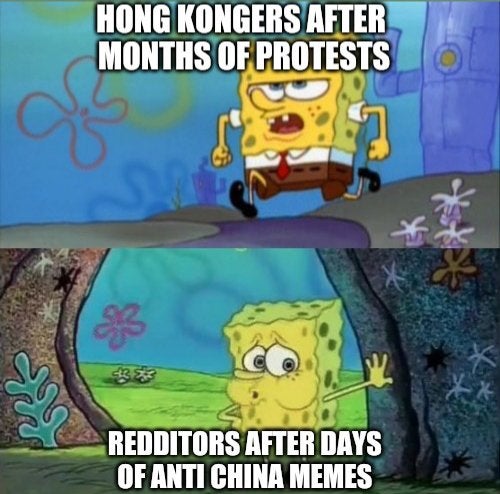 HONG KONGERS AFTER
MONTHS OF PROTESTS
REDDITORS AFTER DAYS
OF ANTI CHINA MEMES